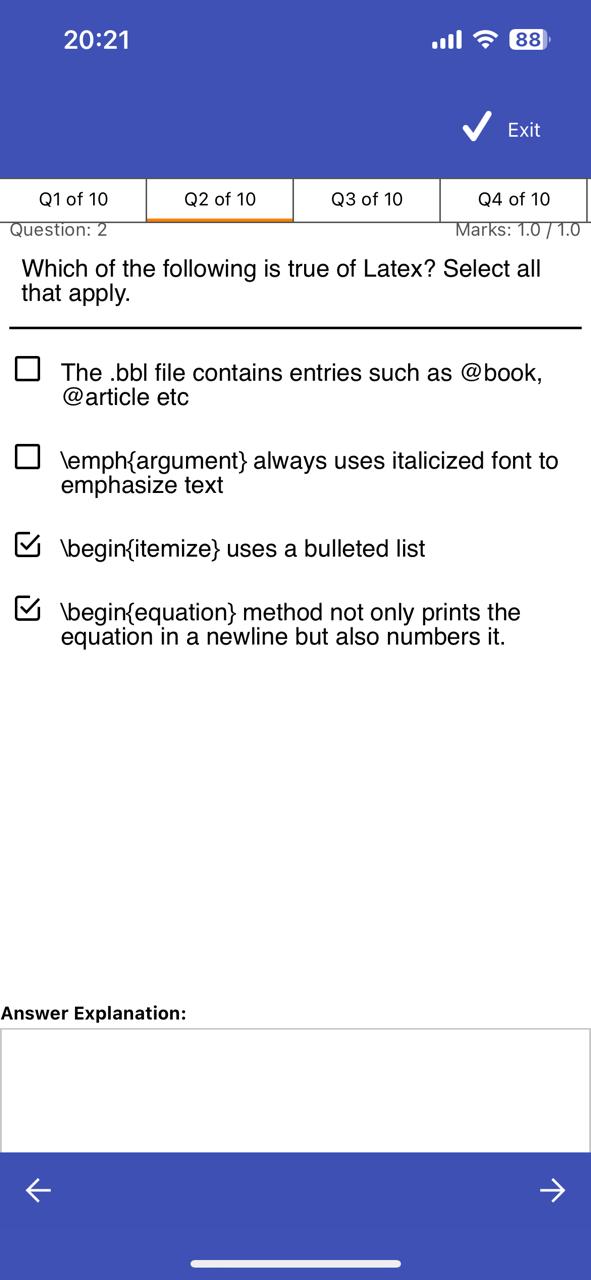 20:21
88
Exit
Q1 of 10
Q2 of 10
Q3 of 10
Q4 of 10
Question: 2
Marks: 1.0 / 1.0
Which of the following is true of Latex? Select all
that apply.
The .bbl file contains entries such as @book,
@article etc
\emph{argument} always uses italicized font to
emphasize text
\begin{itemize} uses a bulleted list
\begin{equation} method not only prints the
equation in a newline but also numbers it.
Answer Explanation: